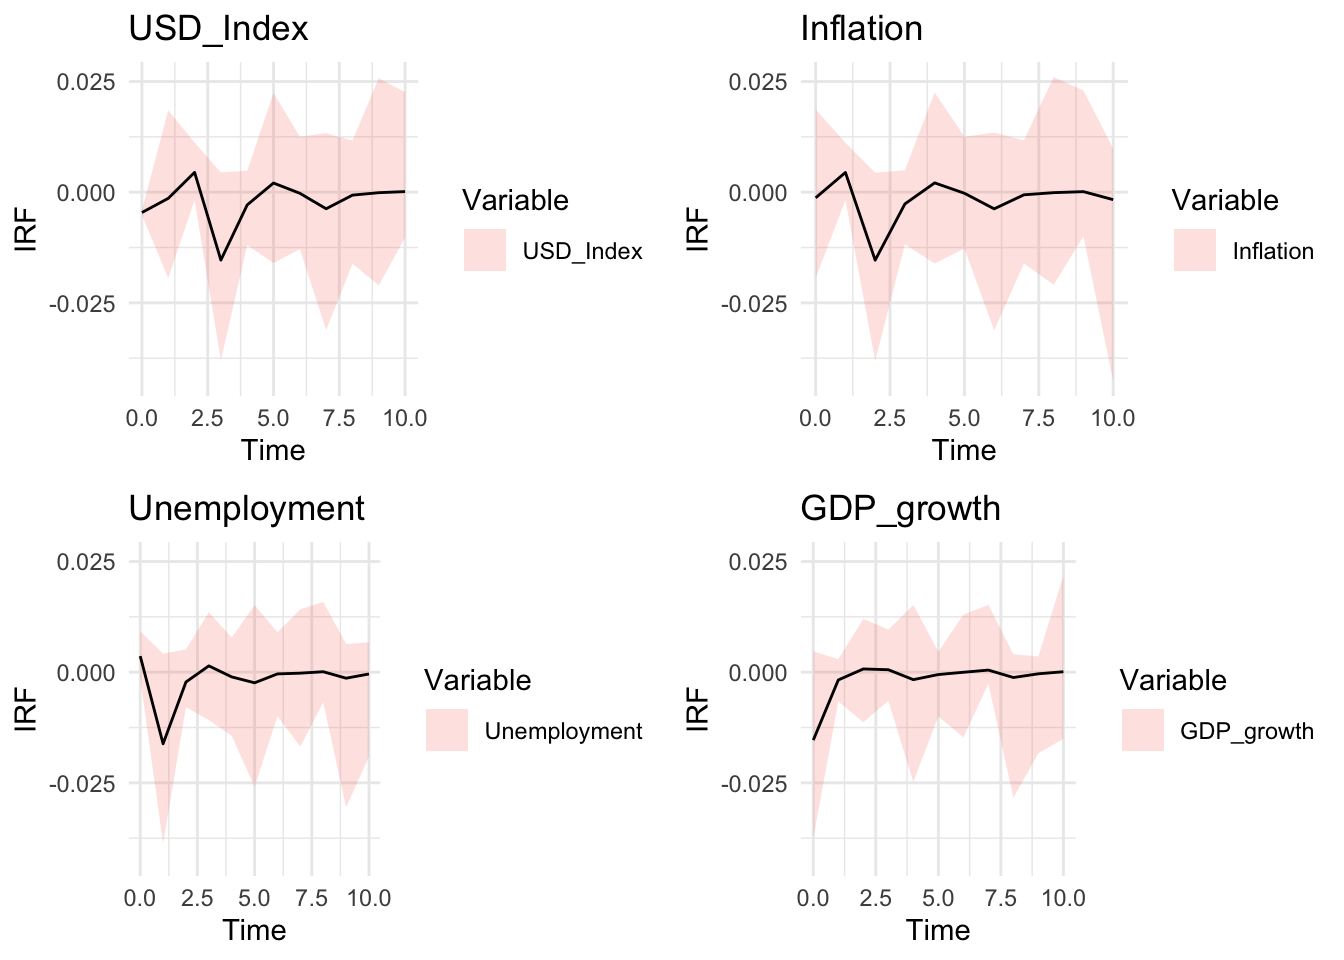 USD_Index
0.025
0.000
-0.025
IRF
0.0 2.5 5.0 7.5 10.0
Time
Variable
USD_Index
Inflation
0.025
0.000
-0.025
IRF
0.0 2.5 5.0 7.5 10.0
Time
Variable
Inflation
Unemployment
0.025
0.000
-0.025
IRF
0.0 2.5 5.0 7.5 10.0
Time
Variable
Unemployment
GDP_growth
0.025
0.000
-0.025
IRF
0.0 2.5 5.0 7.5 10.0
Time
Variable
GDP_growth